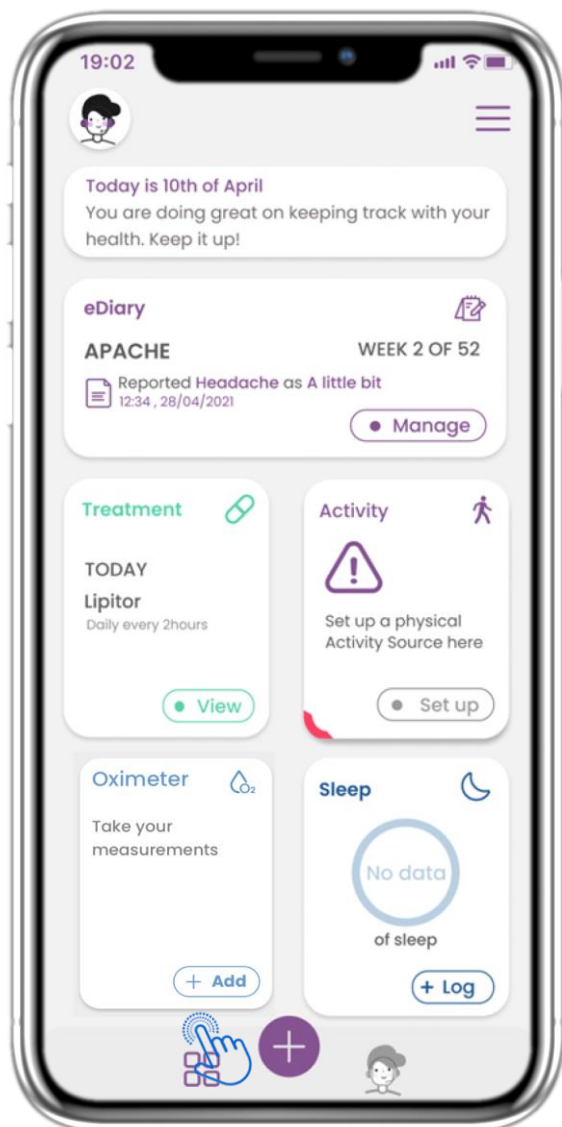 19:02
Today is 10th of April
You are doing great on keeping track with your
health. Keep it up!
eDiary
APACHE
WEEK 2 OF 52
Reported Headache as A little bit
12:34 , 28/04/2021
Manage
Treatment
TODAY
Lipitor
Daily every 2hours
View
Activity
Set up a physical
Activity Source here
Set up
Oximeter
O2
Take your
measurements
+ Add
Sleep
No data
of sleep
+ Log